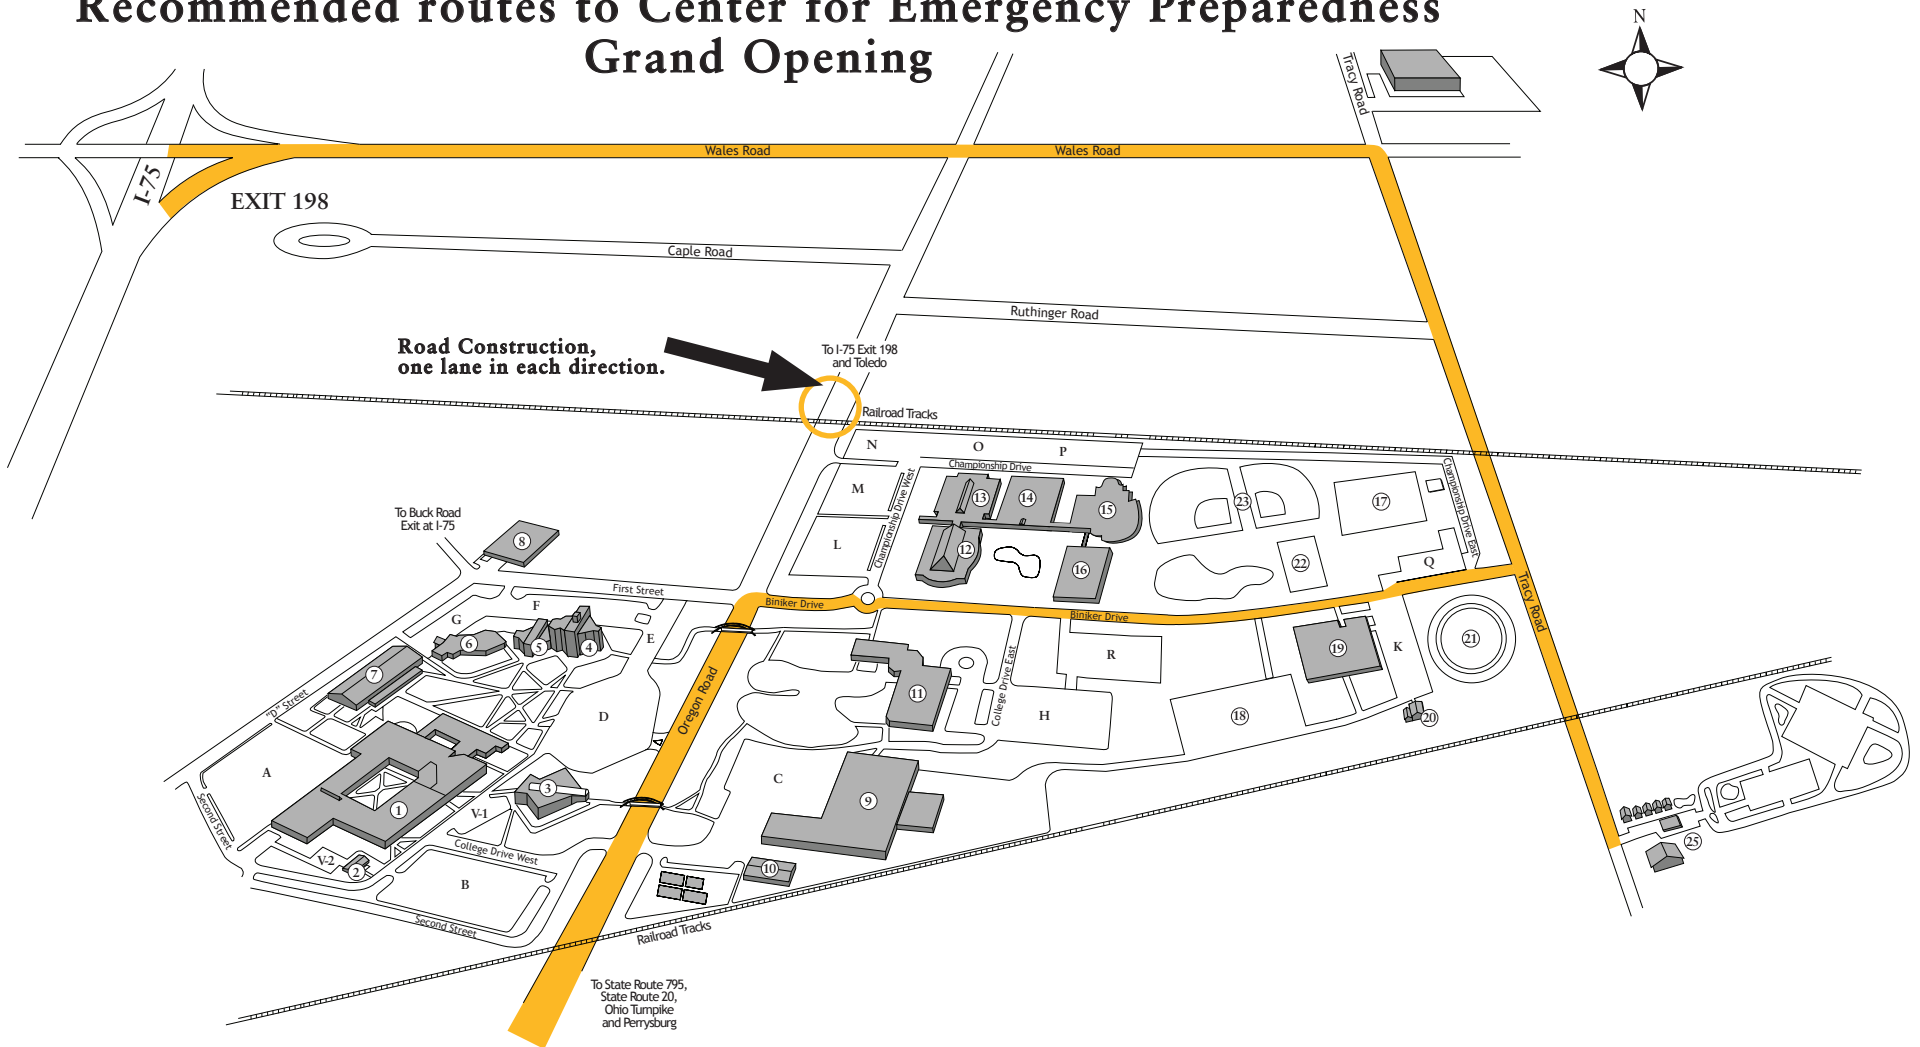 Recommended routes to Center for Emergency Preparedness
Grand Opening
N
Tracy Road
Wales Road
Wales Road
I-75
EXIT 198
Caple Road
Ruthinger Road
Road Construction,
one lane in each direction.
To I-75 Exit 198
and Toledo
Railroad Tracks
N
O
P
Championship Drive
M
Championship Drive West
13
14
15
23
17
Championship Drive East
To Buck Road
Exit at I-75
8
L
12
16
22
Q
First Street
Biniker Drive
Biniker Drive
Tracy Road
F
G
E
6
5
4
7
"D" Street
D
Oregon Road
11
College Drive East
R
H
19
K
21
18
20
A
Second Street
1
3
V-1
C
9
College Drive West
V-2
2
B
10
25
Second Street
Railroad Tracks
To State Route 795,
State Route 20,
Ohio Turnpike
and Perrysburg